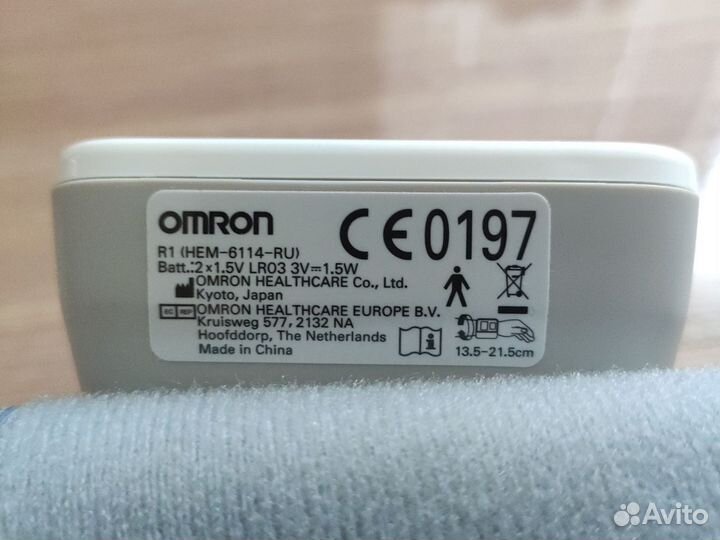 OMRON
CE0197
R1 (HEM-6114-RU)
Batt.:2×1.5V LR03 3V⎓1.5W
OMRON HEALTHCARE Co., Ltd.
Kyoto, Japan
EC REP OMRON HEALTHCARE EUROPE B.V.
Kruisweg 577, 2132 NA
Hoofddorp, The Netherlands
Made in China
13.5-21.5cm
Avito